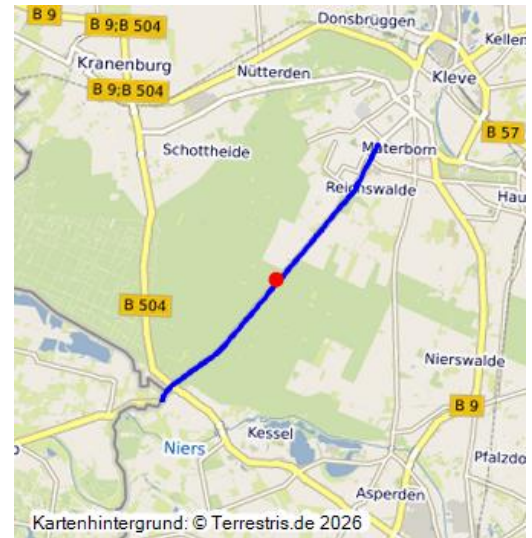 B 9
B 9;B 504
Donsbrüggen
Kellen
Kranenburg
Nütterden
Kleve
B 9;B 504
B 57
Schottheide
Materborn
Reichswalde
Hau
B 504
Nierswalde
B 9
Kessel
Niers
Pfalzdo
Asperden
Kartenhintergrund: © Terrestris.de 2026